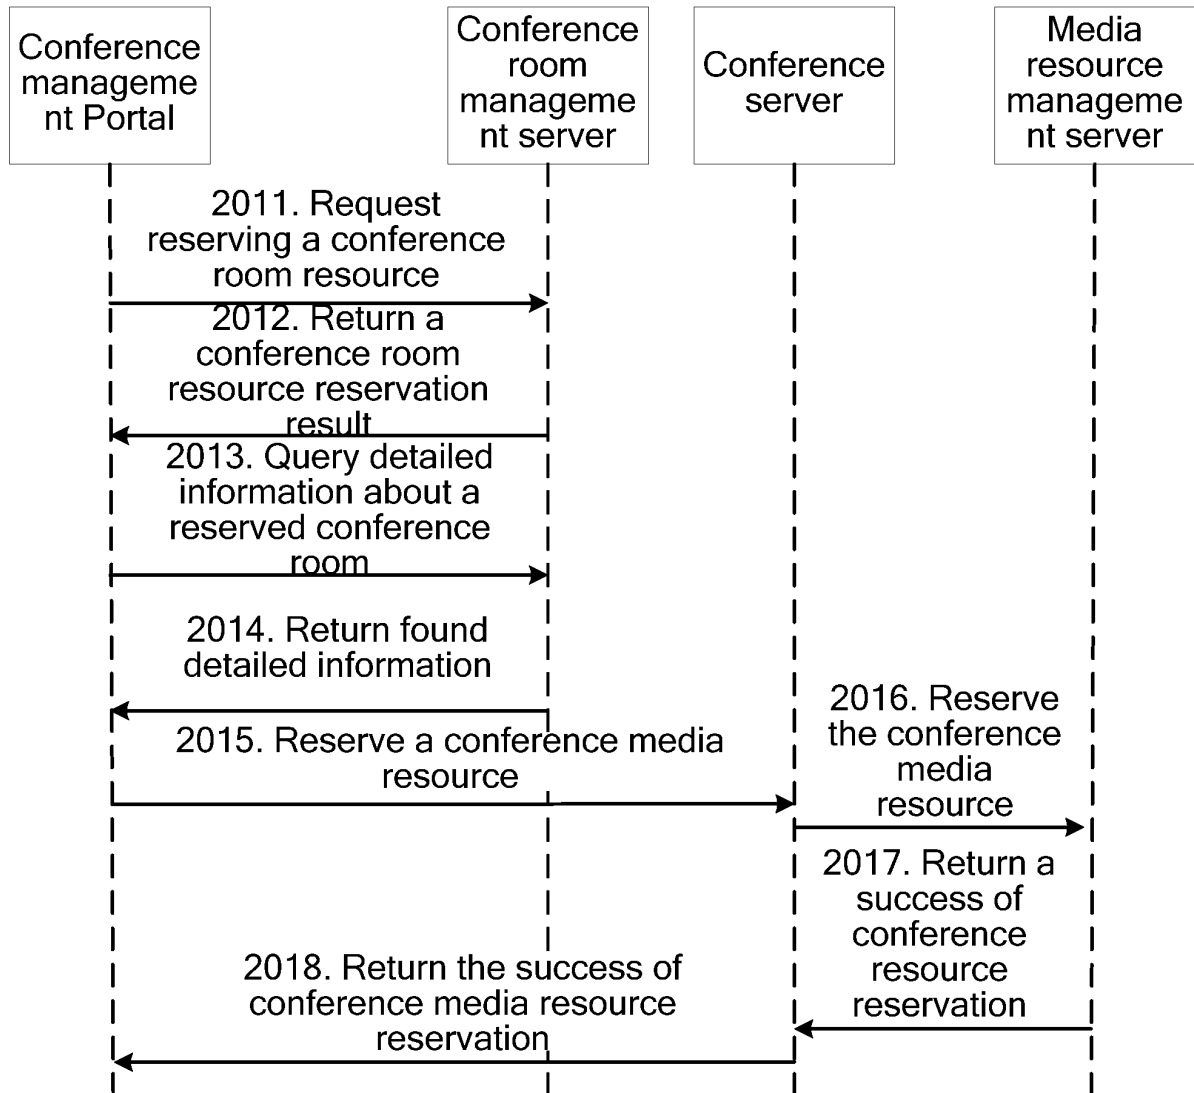 Conference
manageme
nt Portal
Conference
room
manageme
nt server
Conference
server
Media
resource
manageme
nt server
2011. Request
reserving a conference
room resource
2012. Return a
conference room
resource reservation
result
2013. Query detailed
information about a
reserved conference
room
2014. Return found
detailed information
2015. Reserve a conference media
resource
2016. Reserve
the conference
media
resource
2017. Return a
success of
conference
resource
reservation
2018. Return the success of
conference media resource
reservation